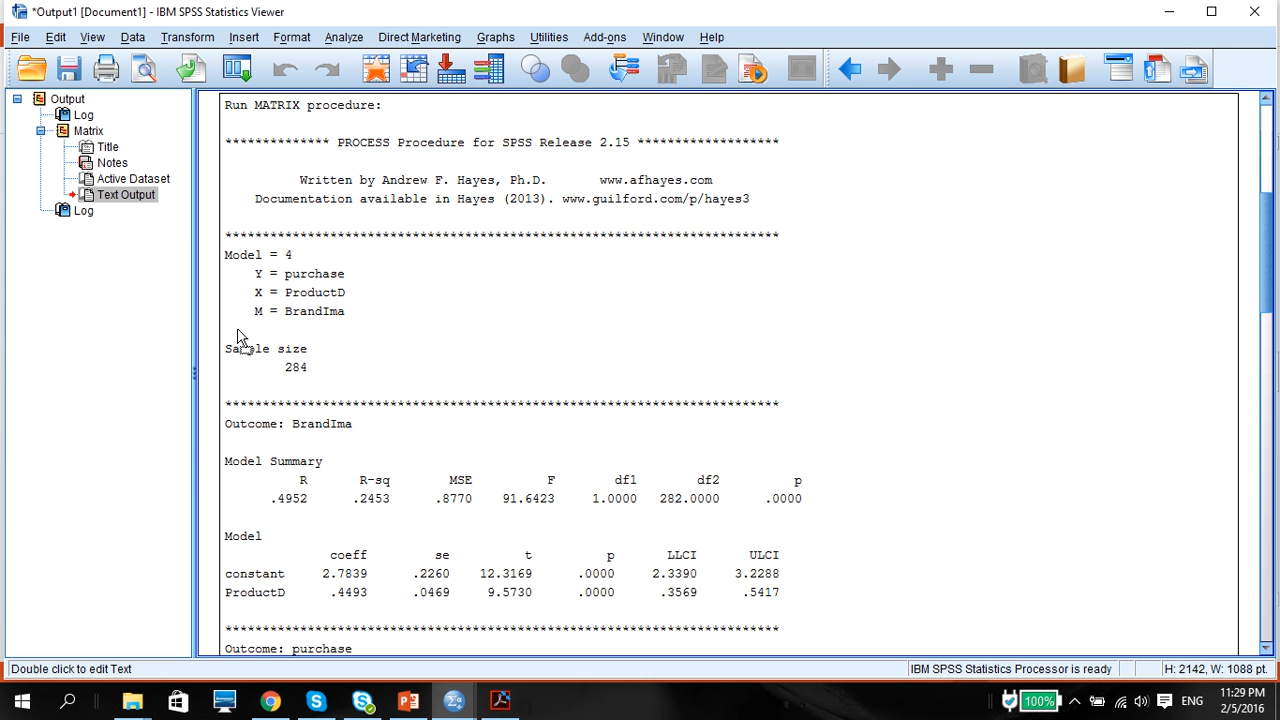 *Output1 [Document1] - IBM SPSS Statistics Viewer
File Edit View Data Transform Insert Format Analyze Direct Marketing Graphs Utilities Add-ons Window Help
Output
Log
Matrix
Title
Notes
Active Dataset
Text Output
Log
Run MATRIX procedure:
************** PROCESS Procedure for SPSS Release 2.15 *******************
Written by Andrew F. Hayes, Ph.D. www.afhayes.com
Documentation available in Hayes (2013). www.guilford.com/p/hayes3
**************************************************************************
Model = 4
Y = purchase
X = ProductD
M = BrandIma
Sample size
284
**************************************************************************
Outcome: BrandIma
Model Summary
R R-sq MSE F df1 df2 p
.4952 .2453 .8770 91.6423 1.0000 282.0000 .0000
Model
coeff se t p LLCI ULCI
constant 2.7839 .2260 12.3169 .0000 2.3390 3.2288
ProductD .4493 .0469 9.5730 .0000 .3569 .5417
**************************************************************************
Outcome: purchase
Double click to edit Text
IBM SPSS Statistics Processor is ready
H: 2142, W: 1088 pt.
100%
ENG
11:29 PM
2/5/2016